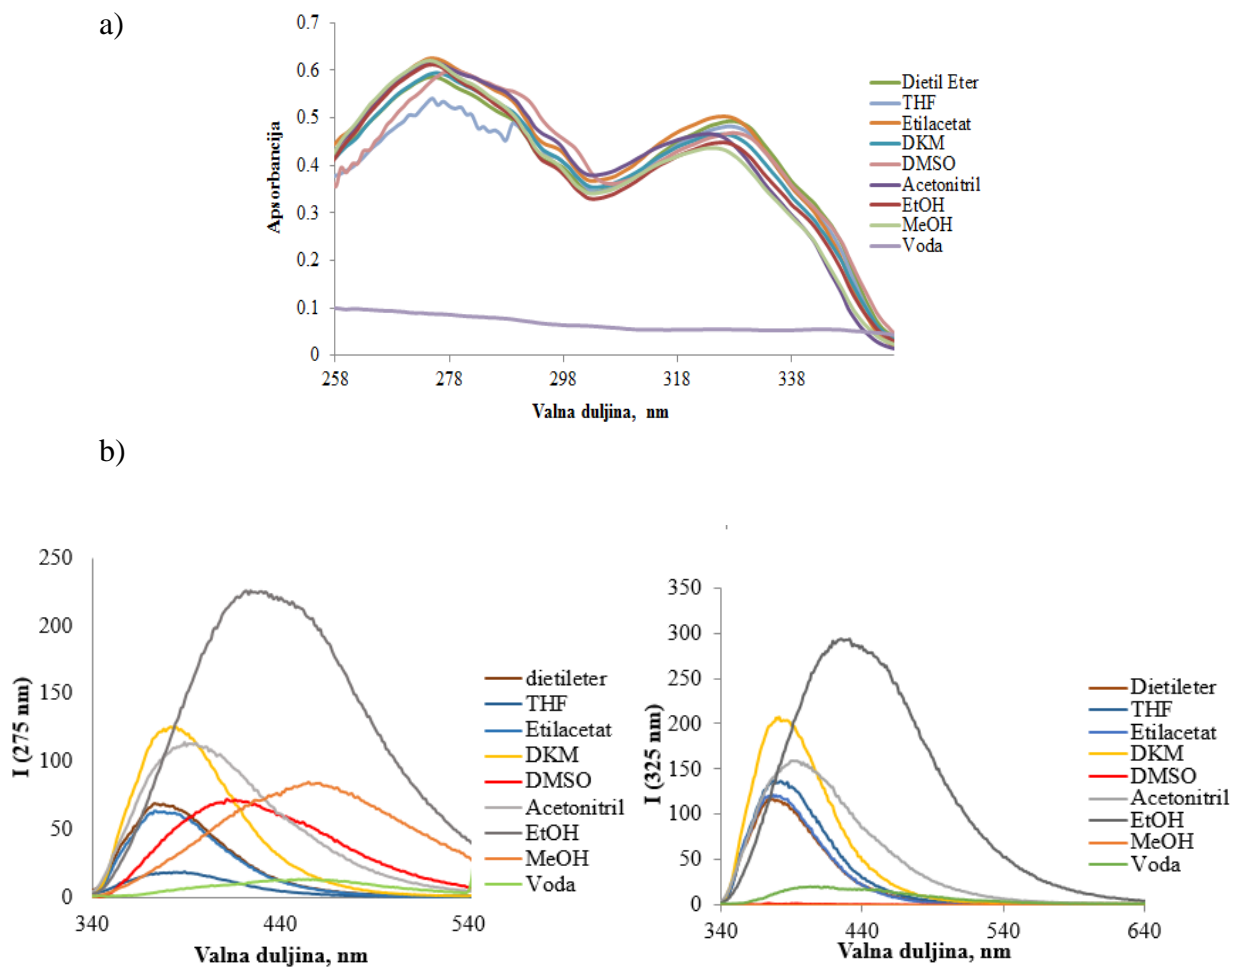 a)
0.7
0.6
0.5
0.4
0.3
0.2
0.1
0
Apsorbancija
258
278
298
318
338
Valna duljina, nm
Dietil Eter
THF
Etilacetat
DKM
DMSO
Acetonitril
EtOH
MeOH
Voda
b)
250
200
150
100
50
0
I (275 nm)
340
440
540
Valna duljina, nm
dietileter
THF
Etilacetat
DKM
DMSO
Acetonitril
EtOH
MeOH
Voda
350
300
250
200
150
100
50
0
I (325 nm)
340
440
540
640
Valna duljina, nm
Dietileter
THF
Etilacetat
DKM
DMSO
Acetonitril
EtOH
MeOH
Voda